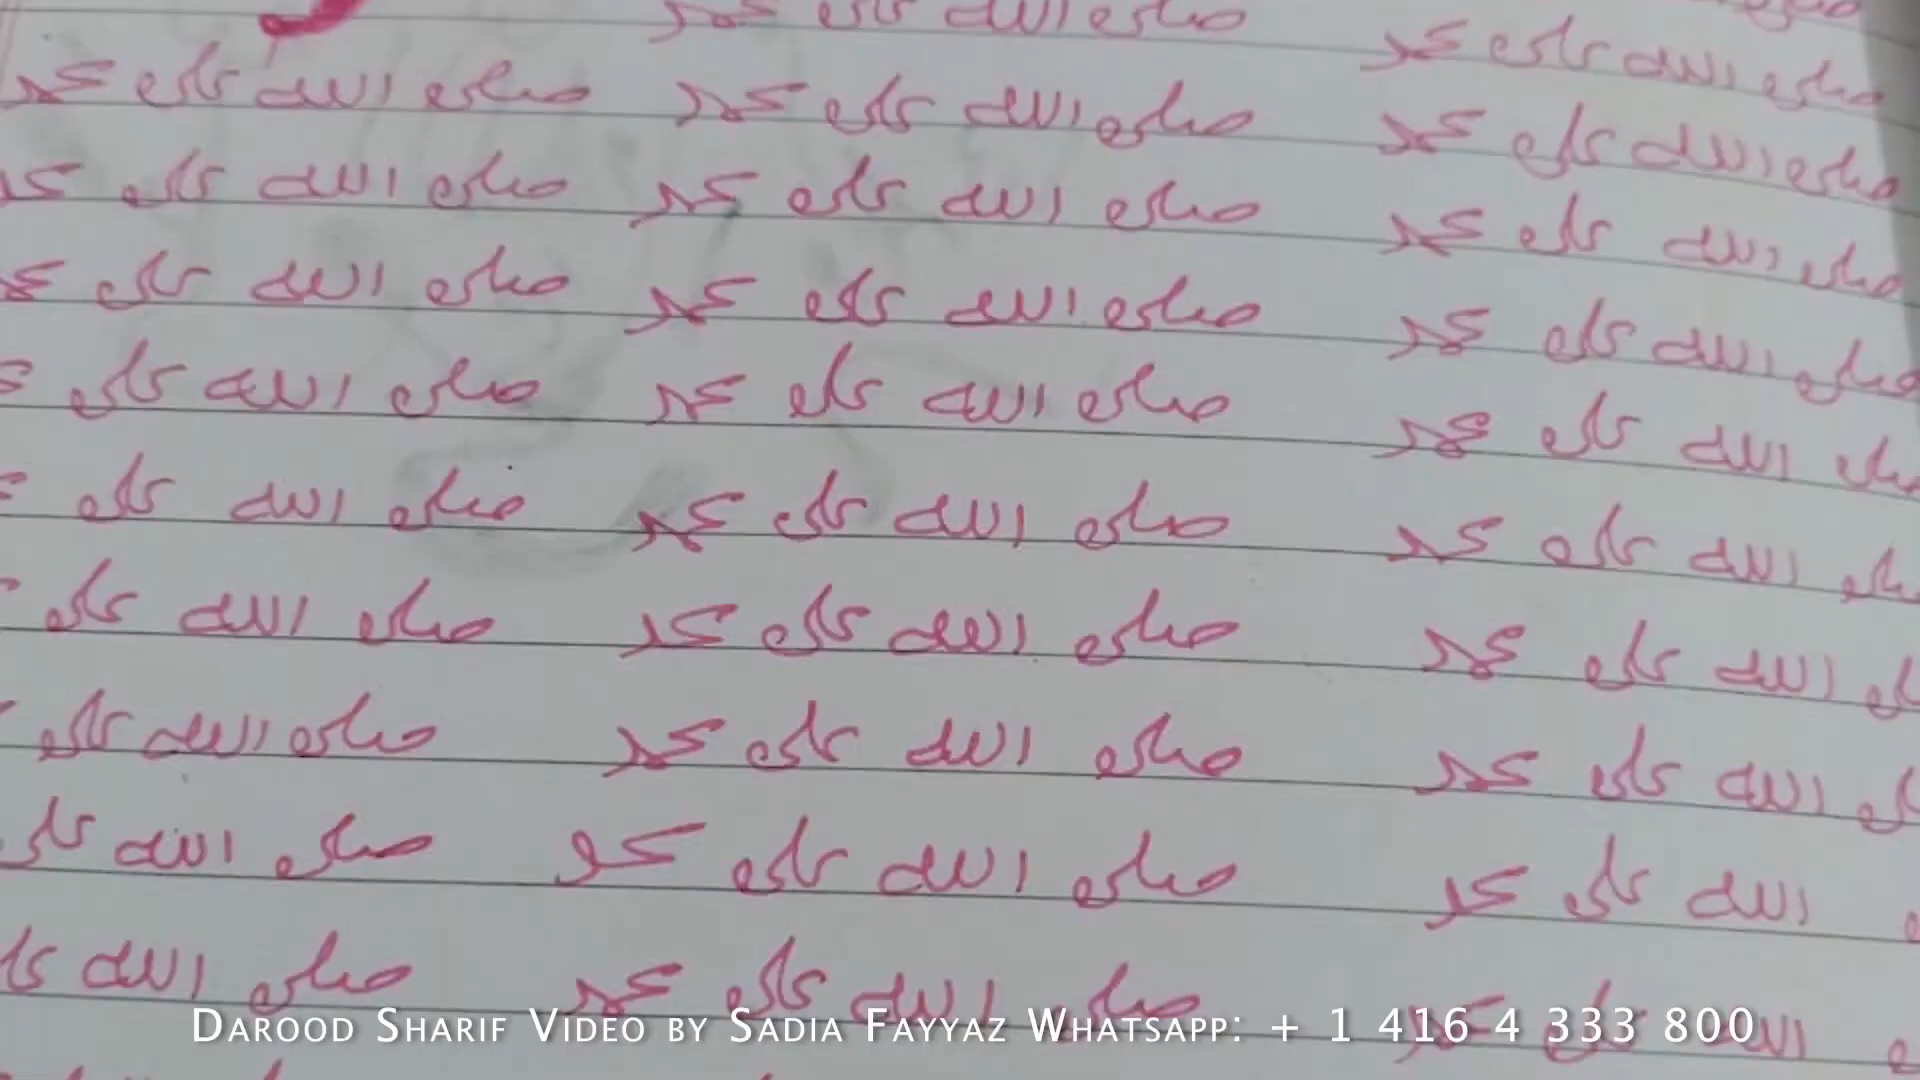 صلى الله على محمد صلى الله على محمد
صلى الله على محمد صلى الله على محمد صلى الله على محمد
صلى الله على محمد صلى الله على محمد صلى الله على محمد
صلى الله على محمد صلى الله على محمد صلى الله على
صلى الله على محمد صلى الله على محمد صلى الله على
الله على محمد صلى الله على محمد صلى الله على
الله على محمد صلى الله على محمد صلى الله على
الله على محمد صلى الله على محمد صلى الله على
الله على محمد صلى الله على محمد صلى الله على
الله على محمد صلى الله على محمد صلى الله
Darood Sharif Video by Sadia Fayyaz Whatsapp: + 1 416 4 333 800